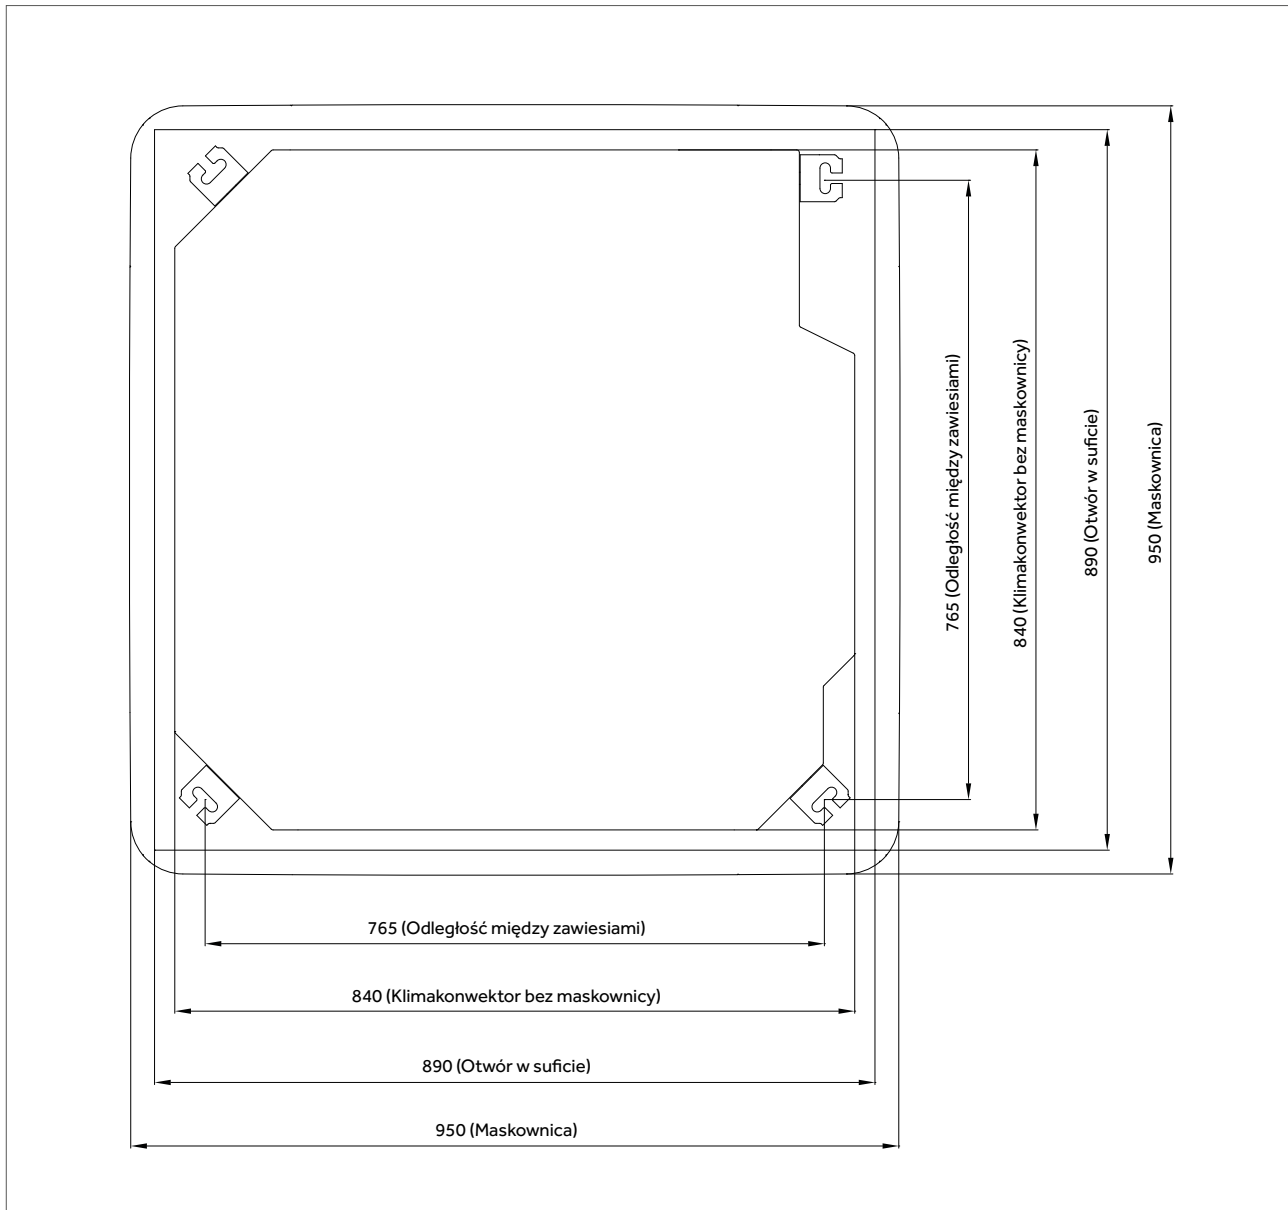 765 (Odległość między zawiesiami)
840 (Klimakonwektor bez maskownicy)
890 (Otwór w suficie)
950 (Maskownica)
765 (Odległość między zawiesiami)
840 (Klimakonwektor bez maskownicy)
890 (Otwór w suficie)
950 (Maskownica)